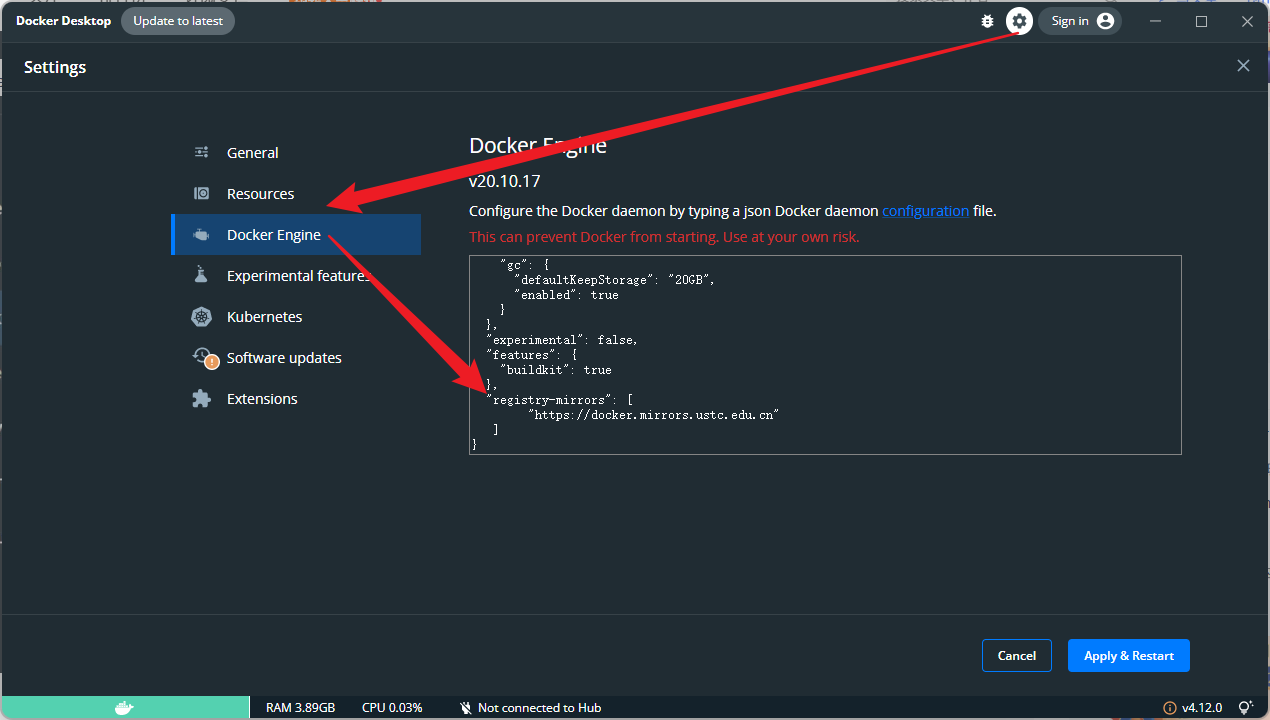 Docker Desktop
Update to latest
Sign in
Settings
General
Resources
Docker Engine
Experimental features
Kubernetes
Software updates
Extensions
Docker Engine
v20.10.17
Configure the Docker daemon by typing a json Docker daemon configuration file.
This can prevent Docker from starting. Use at your own risk.
"gc": {
"defaultKeepStorage": "20GB",
"enabled": true
}
},
"experimental": false,
"features": {
"buildkit": true
},
"registry-mirrors": [
"https://docker.mirrors.ustc.edu.cn"
]
}
Cancel
Apply & Restart
RAM 3.89GB
CPU 0.03%
Not connected to Hub
v4.12.0